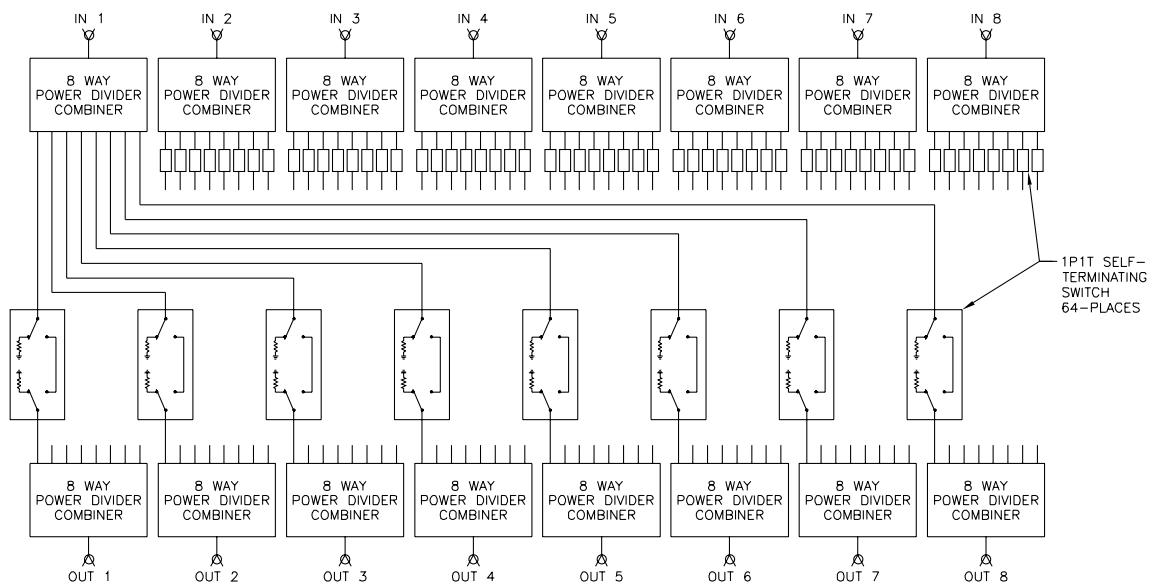 IN 1 IN 2 IN 3 IN 4 IN 5 IN 6 IN 7 IN 8
8 WAY
POWER DIVIDER
COMBINER
8 WAY
POWER DIVIDER
COMBINER
8 WAY
POWER DIVIDER
COMBINER
8 WAY
POWER DIVIDER
COMBINER
8 WAY
POWER DIVIDER
COMBINER
8 WAY
POWER DIVIDER
COMBINER
8 WAY
POWER DIVIDER
COMBINER
8 WAY
POWER DIVIDER
COMBINER
1P1T SELF-
TERMINATING
SWITCH
64-PLACES
8 WAY
POWER DIVIDER
COMBINER
8 WAY
POWER DIVIDER
COMBINER
8 WAY
POWER DIVIDER
COMBINER
8 WAY
POWER DIVIDER
COMBINER
8 WAY
POWER DIVIDER
COMBINER
8 WAY
POWER DIVIDER
COMBINER
8 WAY
POWER DIVIDER
COMBINER
8 WAY
POWER DIVIDER
COMBINER
OUT 1 OUT 2 OUT 3 OUT 4 OUT 5 OUT 6 OUT 7 OUT 8